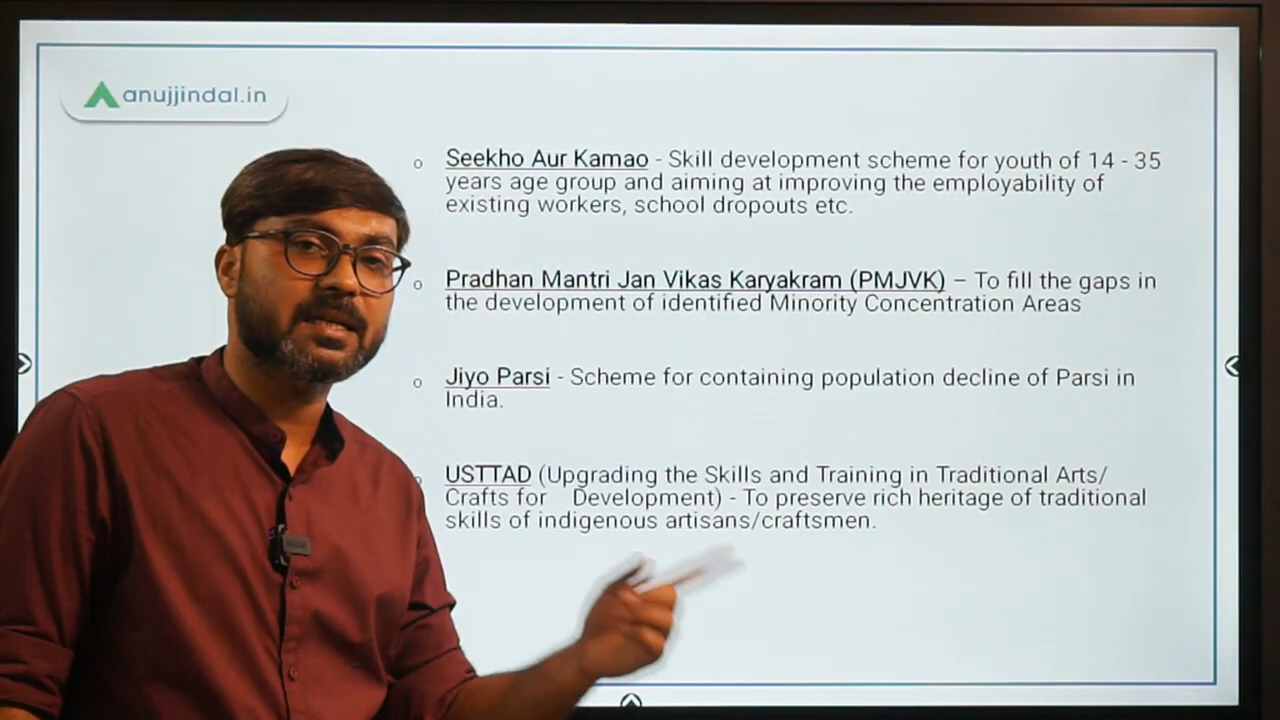 anujjindal.in
Seekho Aur Kamao - Skill development scheme for youth of 14 - 35
years age group and aiming at improving the employability of
existing workers, school dropouts etc.
Pradhan Mantri Jan Vikas Karyakram (PMJVK) – To fill the gaps in
the development of identified Minority Concentration Areas
Jiyo Parsi - Scheme for containing population decline of Parsi in
India.
USTTAD (Upgrading the Skills and Training in Traditional Arts/
Crafts for Development) - To preserve rich heritage of traditional
skills of indigenous artisans/craftsmen.